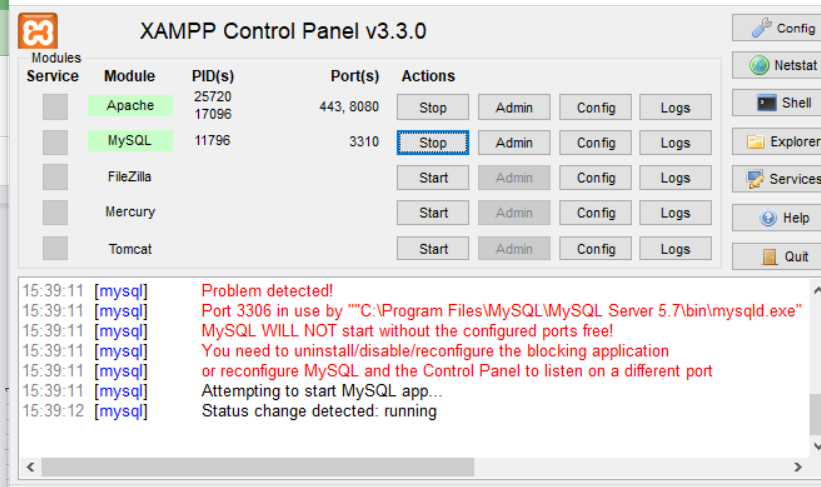 XAMPP Control Panel v3.3.0
Config
Modules
Service Module PID(s) Port(s) Actions
Netstat
Apache 25720 17096 443, 8080 Stop Admin Config Logs
Shell
MySQL 11796 3310 Stop Admin Config Logs
Explorer
FileZilla Start Admin Config Logs
Services
Mercury Start Admin Config Logs
Help
Tomcat Start Admin Config Logs
Quit
15:39:11 [mysql] Problem detected!
15:39:11 [mysql] Port 3306 in use by ""C:\Program Files\MySQL\MySQL Server 5.7\bin\mysqld.exe"
15:39:11 [mysql] MySQL WILL NOT start without the configured ports free!
15:39:11 [mysql] You need to uninstall/disable/reconfigure the blocking application
15:39:11 [mysql] or reconfigure MySQL and the Control Panel to listen on a different port
15:39:11 [mysql] Attempting to start MySQL app...
15:39:12 [mysql] Status change detected: running